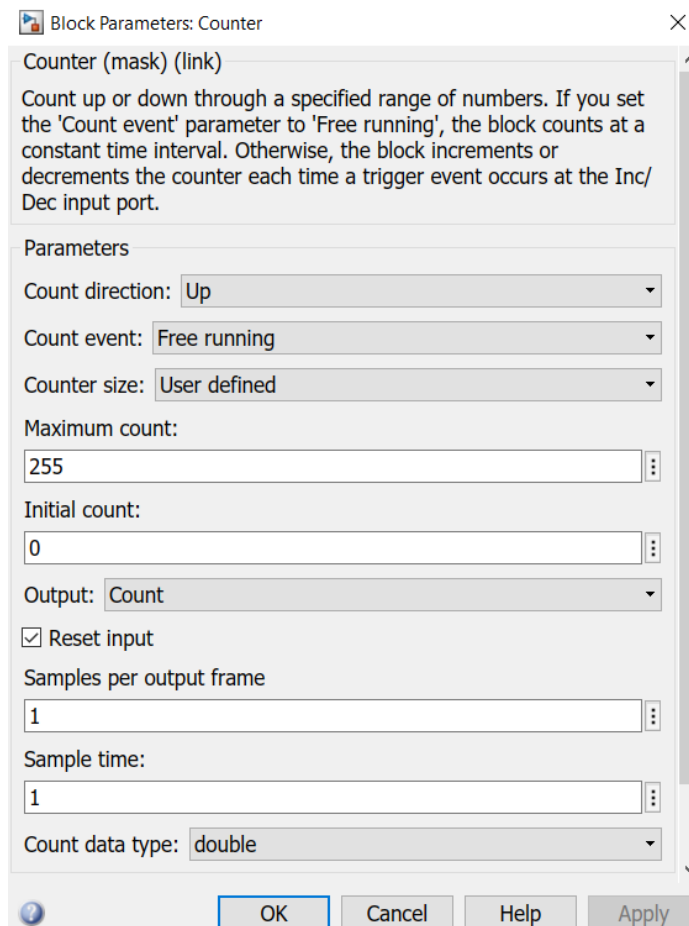 Block Parameters: Counter
Counter (mask) (link)
Count up or down through a specified range of numbers. If you set
the 'Count event' parameter to 'Free running', the block counts at a
constant time interval. Otherwise, the block increments or
decrements the counter each time a trigger event occurs at the Inc/
Dec input port.
Parameters
Count direction: Up
Count event: Free running
Counter size: User defined
Maximum count:
255
Initial count:
0
Output: Count
Reset input
Samples per output frame
1
Sample time:
1
Count data type: double
OK Cancel Help Apply